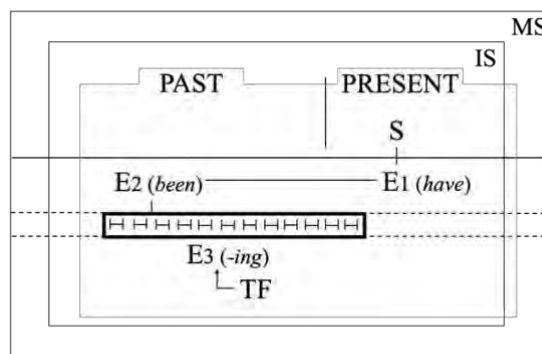 MS
IS
PAST PRESENT
S
E2 (been) E1 (have)
E3 (-ing)
TF